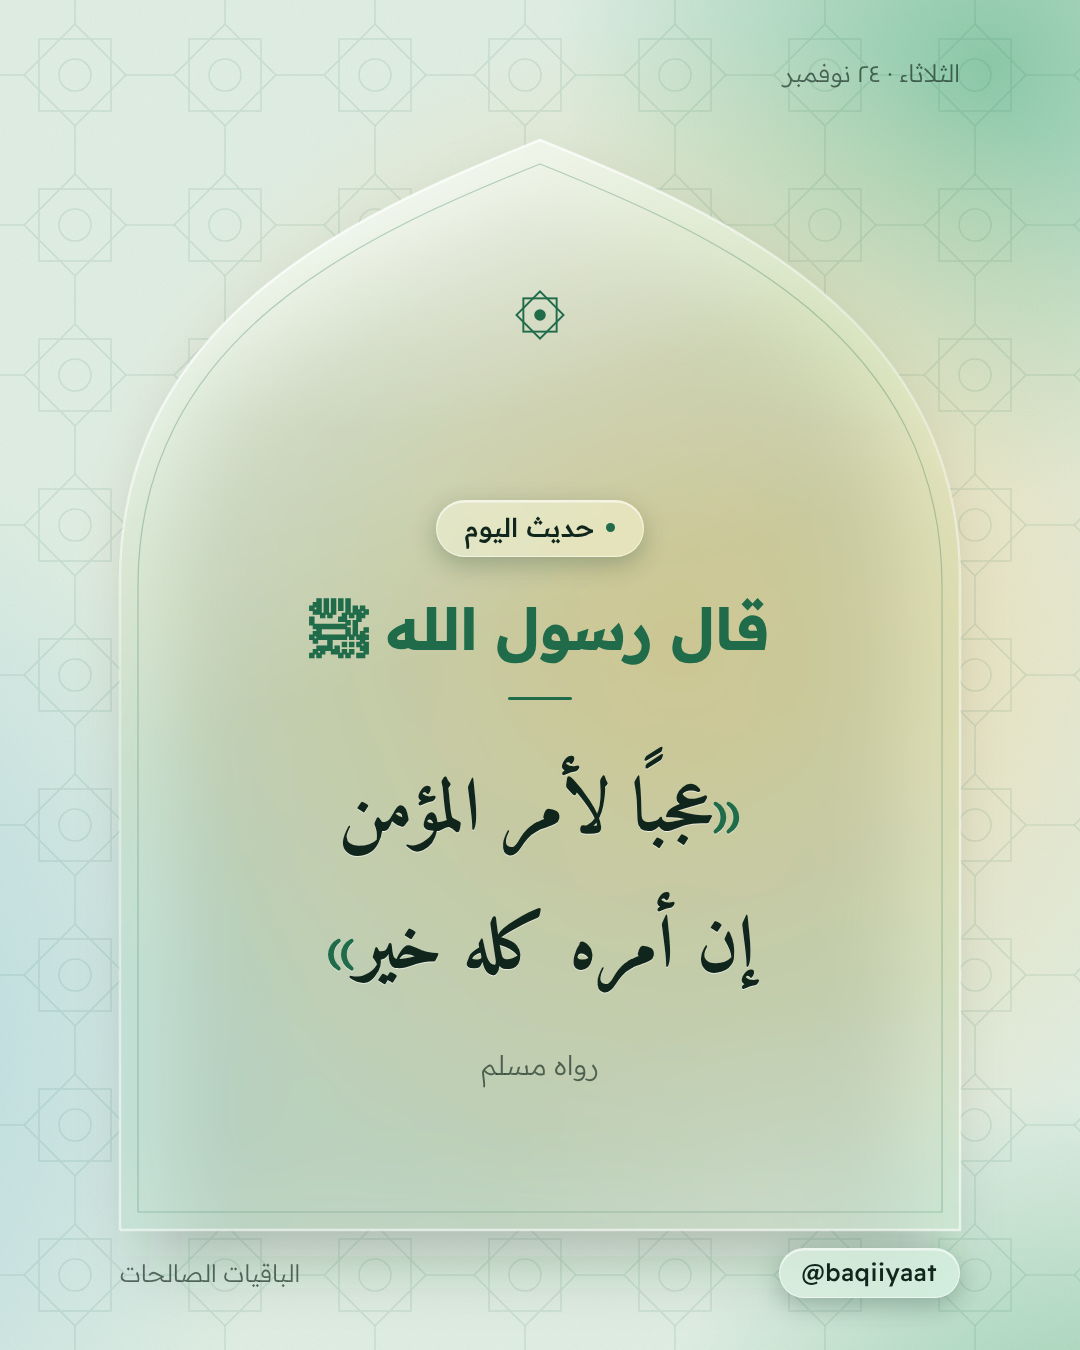 الثلاثاء · ٢٤ نوفمبر
حديث اليوم
قال رسول الله ﷺ
«عجبًا لأمر المؤمن
إن أمره كله خير»
رواه مسلم
@baqiiyaat
الباقيات الصالحات